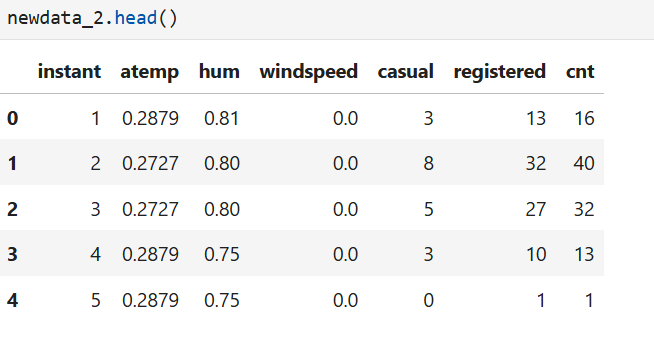 newdata_2.head()
instant atemp hum windspeed casual registered cnt
0 1 0.2879 0.81 0.0 3 13 16
1 2 0.2727 0.80 0.0 8 32 40
2 3 0.2727 0.80 0.0 5 27 32
3 4 0.2879 0.75 0.0 3 10 13
4 5 0.2879 0.75 0.0 0 1 1